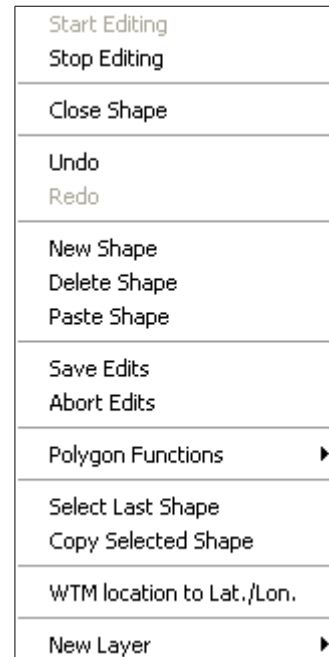 Start Editing
Stop Editing
Close Shape
Undo
Redo
New Shape
Delete Shape
Paste Shape
Save Edits
Abort Edits
Polygon Functions
Select Last Shape
Copy Selected Shape
WTM location to Lat./Lon.
New Layer